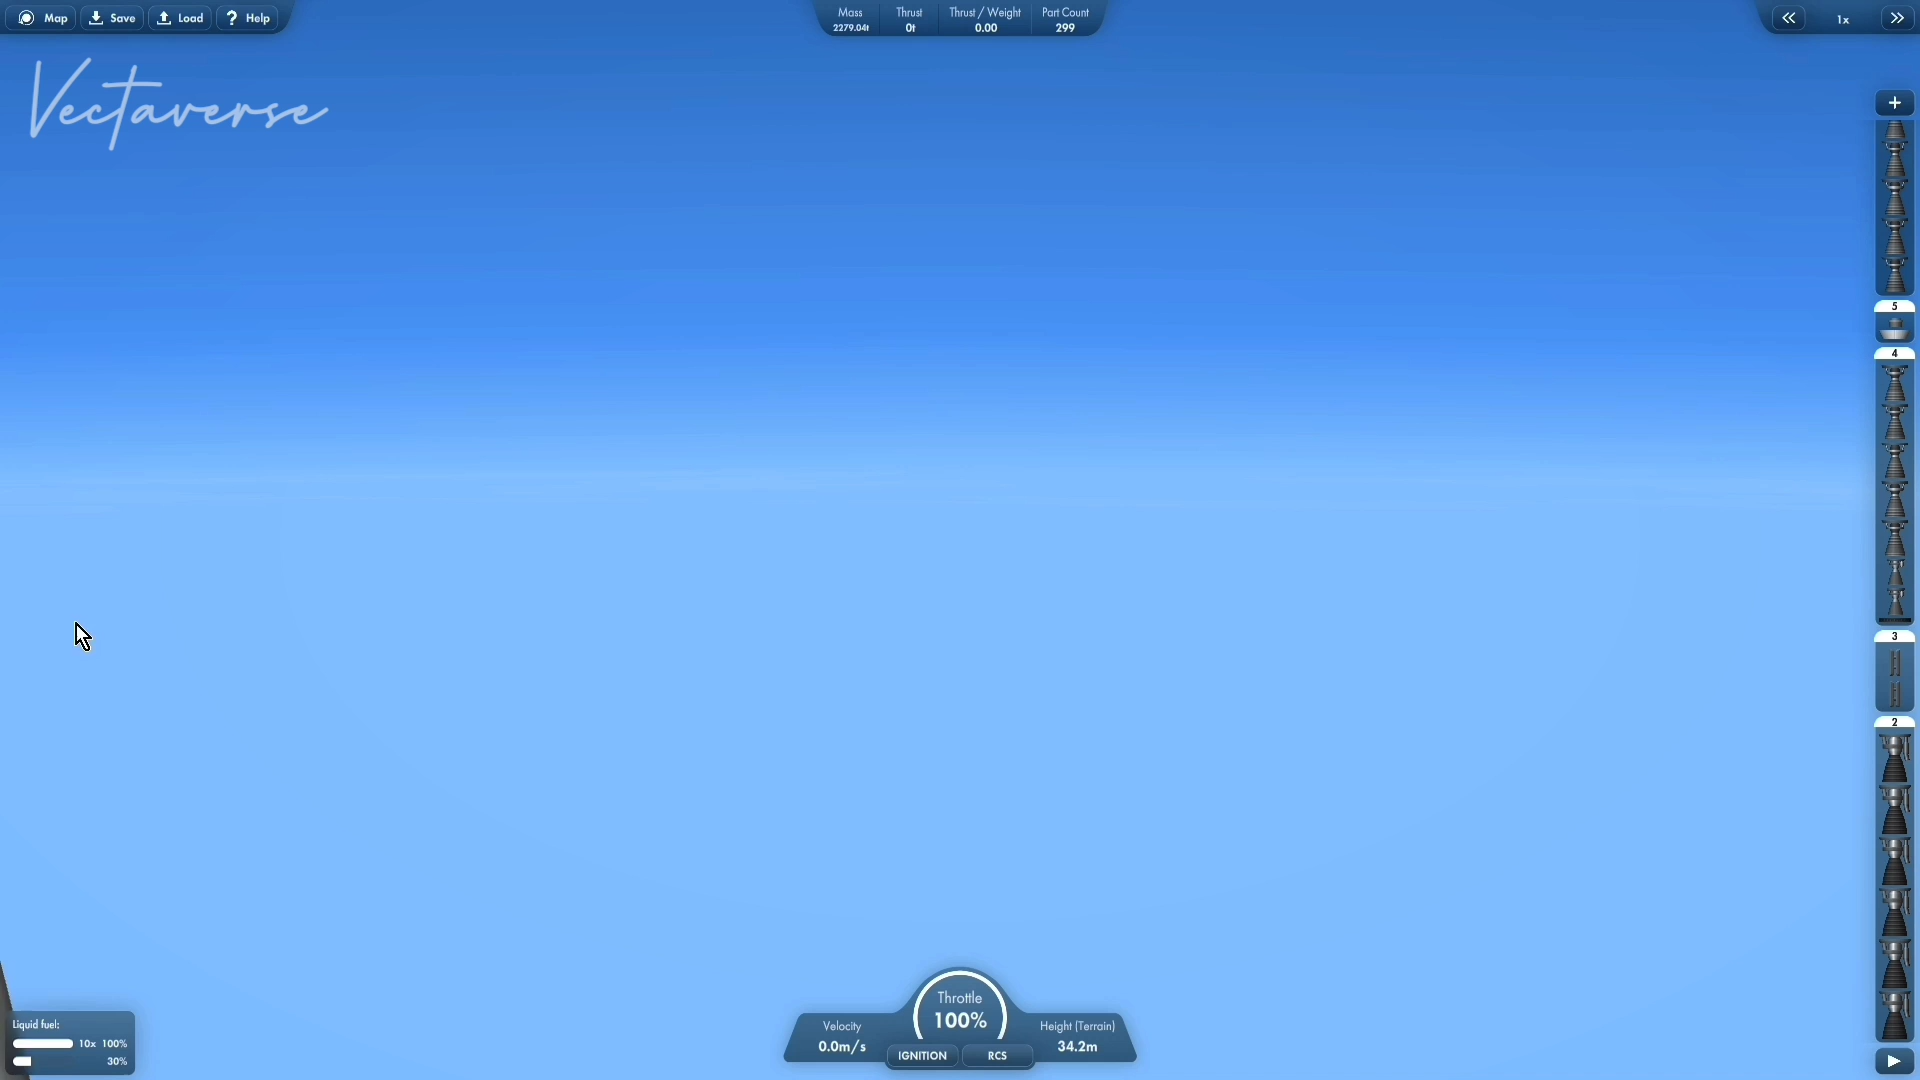 Map
Save
Load
Help
Mass
2279.04t
Thrust
0t
Thrust / Weight
0.00
Part Count
299
1x
Vectaverse
5
4
3
2
Liquid fuel:
10x 100%
30%
Throttle
100%
Velocity
0.0m/s
Height (Terrain)
34.2m
IGNITION
RCS